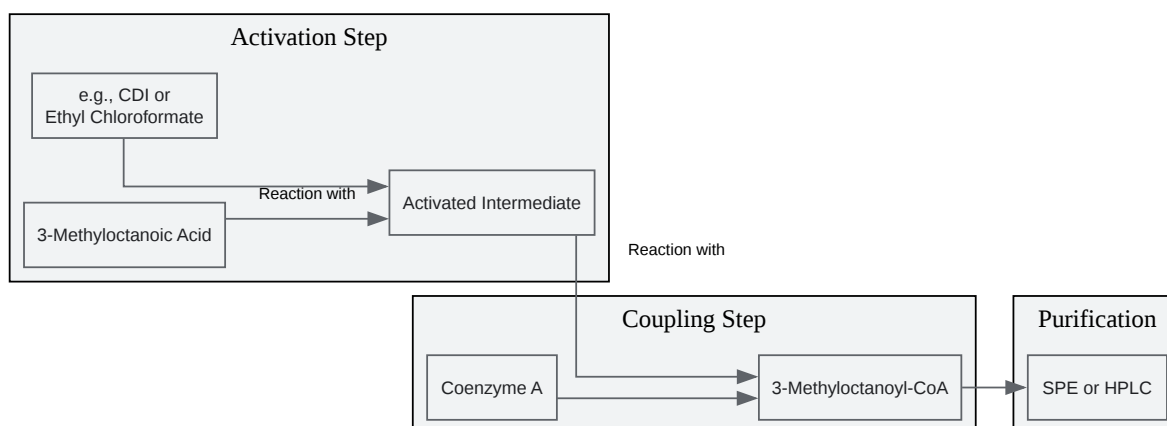 Activation Step
e.g., CDI or
Ethyl Chloroformate
Reaction with
Activated Intermediate
3-Methyloctanoic Acid
Reaction with
Coupling Step
Coenzyme A
3-Methyloctanoyl-CoA
Purification
SPE or HPLC